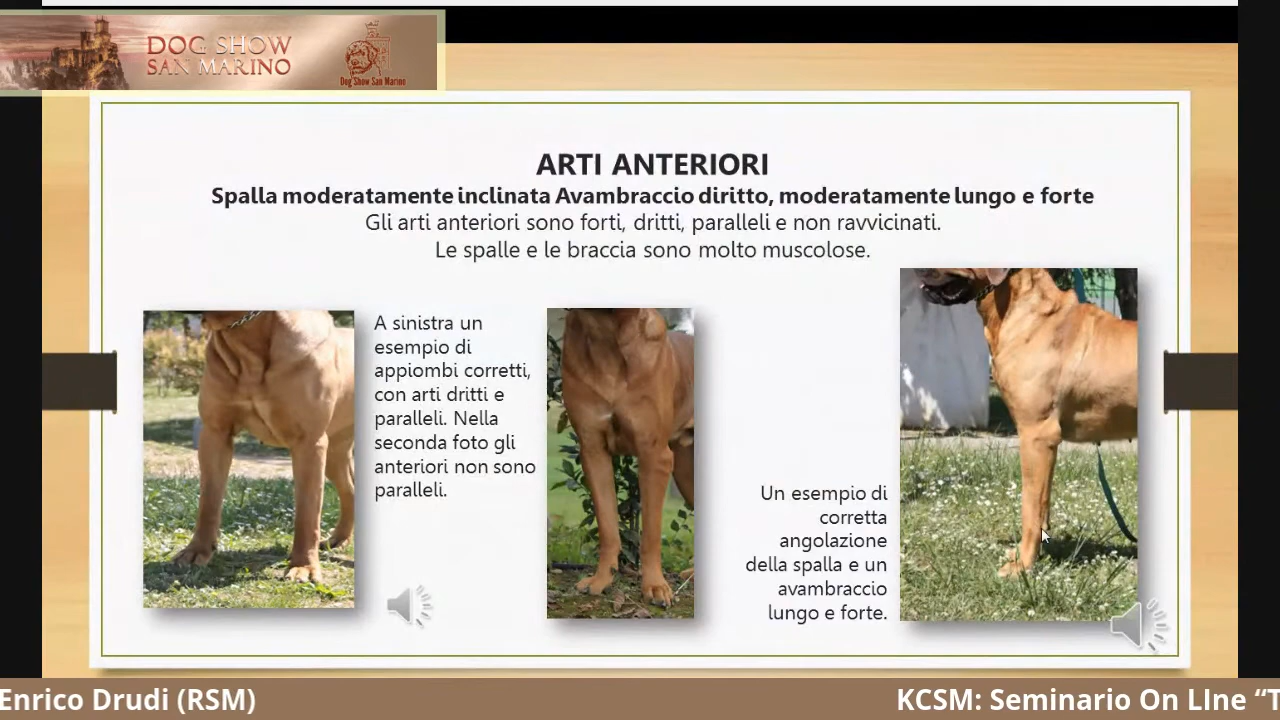 DOG SHOW
SAN MARINO
Dog Show San Marino
ARTI ANTERIORI
Spalla moderatamente inclinata Avambraccio diritto, moderatamente lungo e forte
Gli arti anteriori sono forti, dritti, paralleli e non ravvicinati.
Le spalle e le braccia sono molto muscolose.
A sinistra un
esempio di
appiombi corretti,
con arti dritti e
paralleli. Nella
seconda foto gli
anteriori non sono
paralleli.
Un esempio di
corretta
angolazione
della spalla e un
avambraccio
lungo e forte.
Enrico Drudi (RSM)
KCSM: Seminario On LIne “T